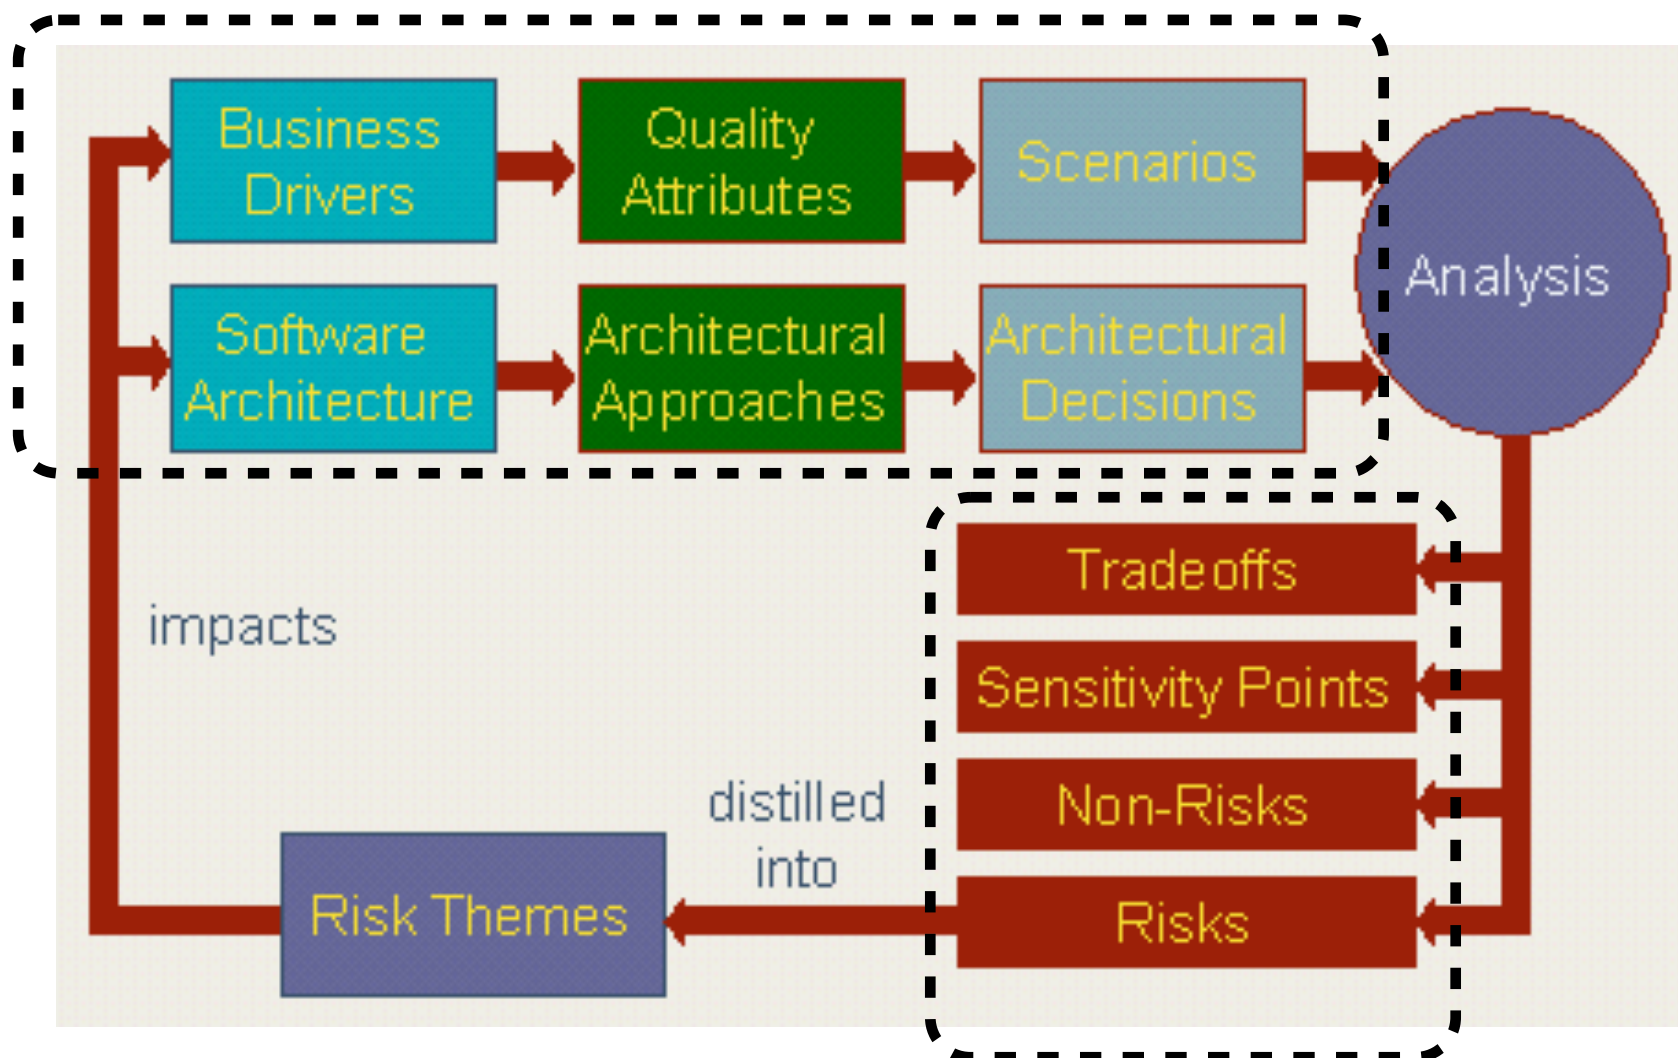 Business
Drivers
Quality
Attributes
Scenarios
Software
Architecture
Architectural
Approaches
Architectural
Decisions
Analysis
Tradeoffs
Sensitivity Points
Non-Risks
Risks
impacts
distilled
into
Risk Themes